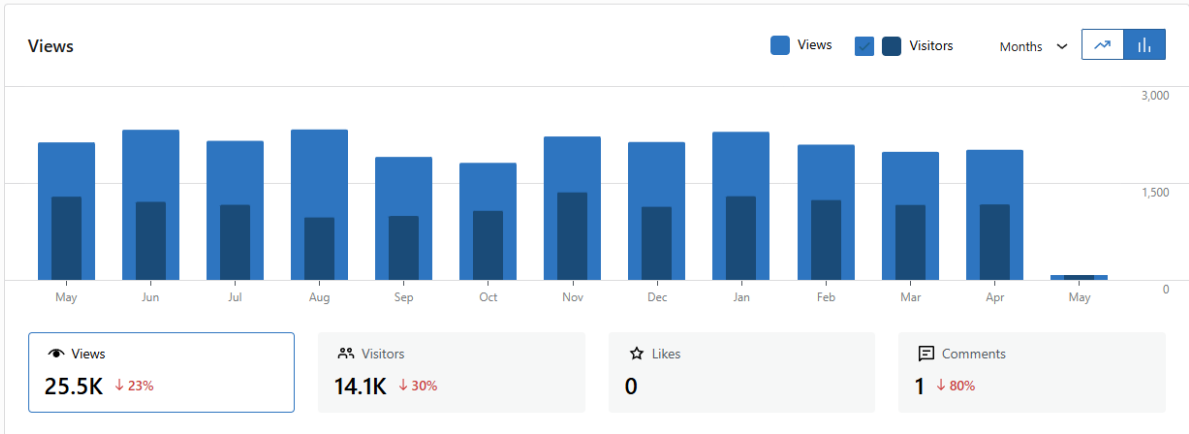 Views
Views
Visitors
Months
3,000
1,500
0
May Jun Jul Aug Sep Oct Nov Dec Jan Feb Mar Apr May
Views Visitors Likes Comments
25.5K ↓ 23% 14.1K ↓ 30% 0 1 ↓ 80%